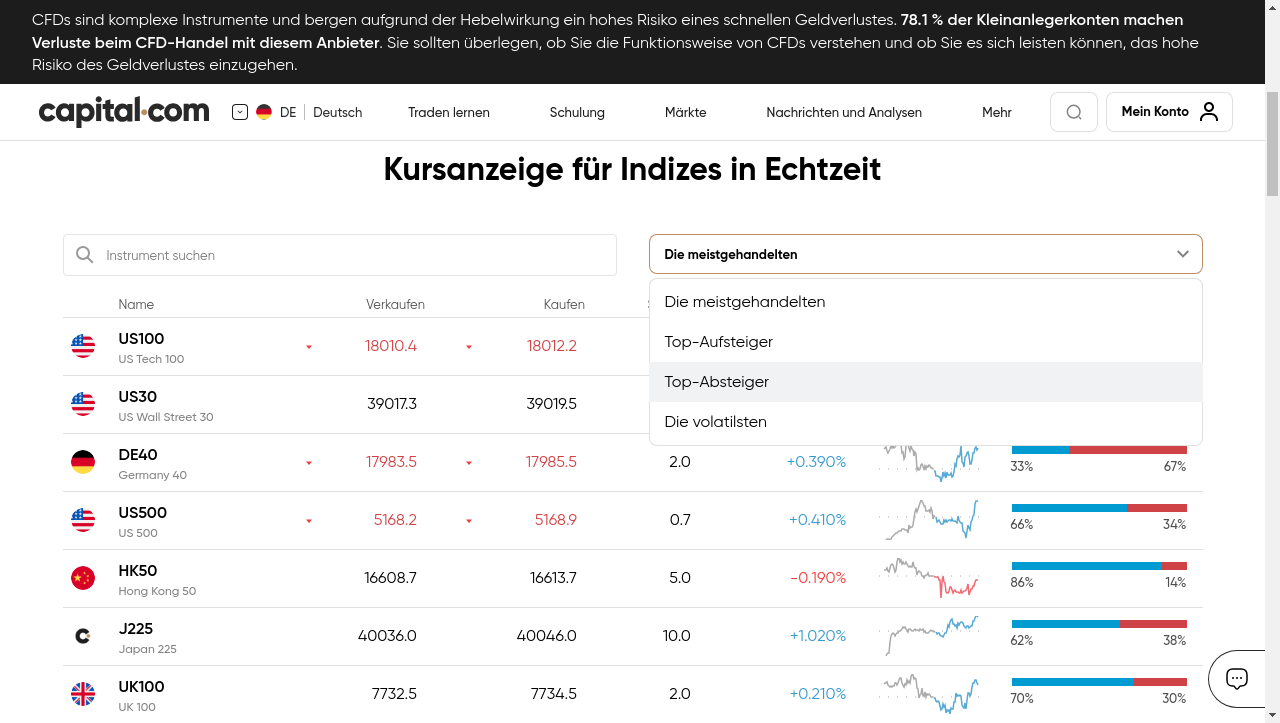 CFDs sind komplexe Instrumente und bergen aufgrund der Hebelwirkung ein hohes Risiko eines schnellen Geldverlustes. 78.1 % der Kleinanlegerkonten machen
Verluste beim CFD-Handel mit diesem Anbieter. Sie sollten überlegen, ob Sie die Funktionsweise von CFDs verstehen und ob Sie es sich leisten können, das hohe
Risiko des Geldverlustes einzugehen.
capital.com DE Deutsch Traden lernen Schulung Märkte Nachrichten und Analysen Mehr Mein Konto
Kursanzeige für Indizes in Echtzeit
Instrument suchen Die meistgehandelten
Die meistgehandelten
Top-Aufsteiger
Top-Absteiger
Die volatilsten
Name Verkaufen Kaufen
US100 18010.4 18012.2
US Tech 100
US30 39017.3 39019.5
US Wall Street 30
DE40 17983.5 17985.5 2.0 +0.390%
Germany 40 33% 67%
US500 5168.2 5168.9 0.7 +0.410%
US 500 66% 34%
HK50 16608.7 16613.7 5.0 -0.190%
Hong Kong 50 86% 14%
J225 40036.0 40046.0 10.0 +1.020%
Japan 225 62% 38%
UK100 7732.5 7734.5 2.0 +0.210%
UK 100 70% 30%